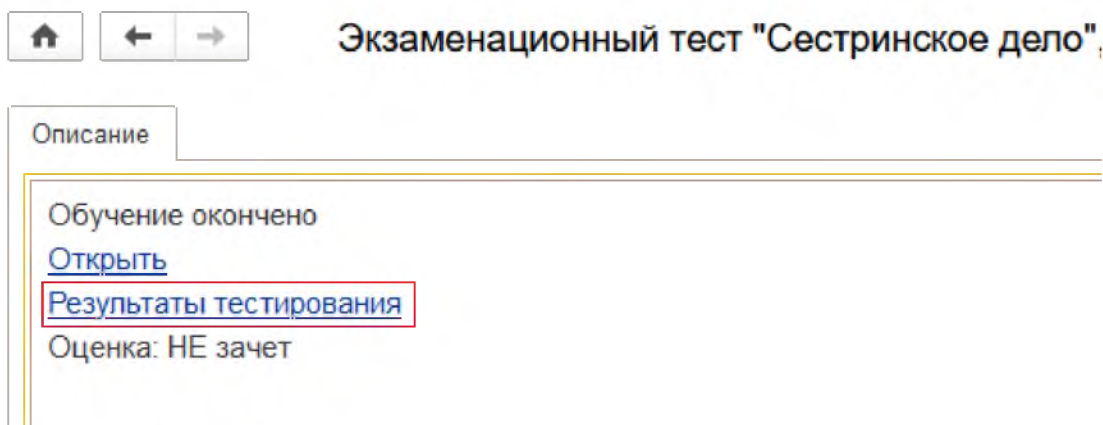 Экзаменационный тест "Сестринское дело",
Описание
Обучение окончено
Открыть
Результаты тестирования
Оценка: НЕ зачет